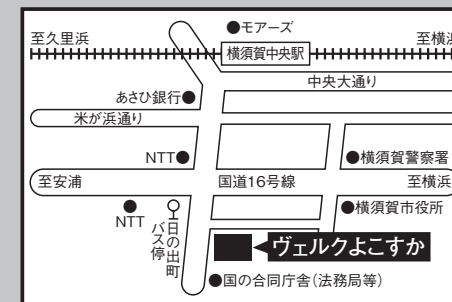 ●モアーズ
至久里浜
至横浜
横須賀中央駅
中央大通り
あさひ銀行●
米が浜通り
NTT●
●横須賀警察署
至安浦
国道16号線
至横浜
●横須賀市役所
●
NTT
日の出町
バス停
ヴェルクよこすか
●国の合同庁舎(法務局等)